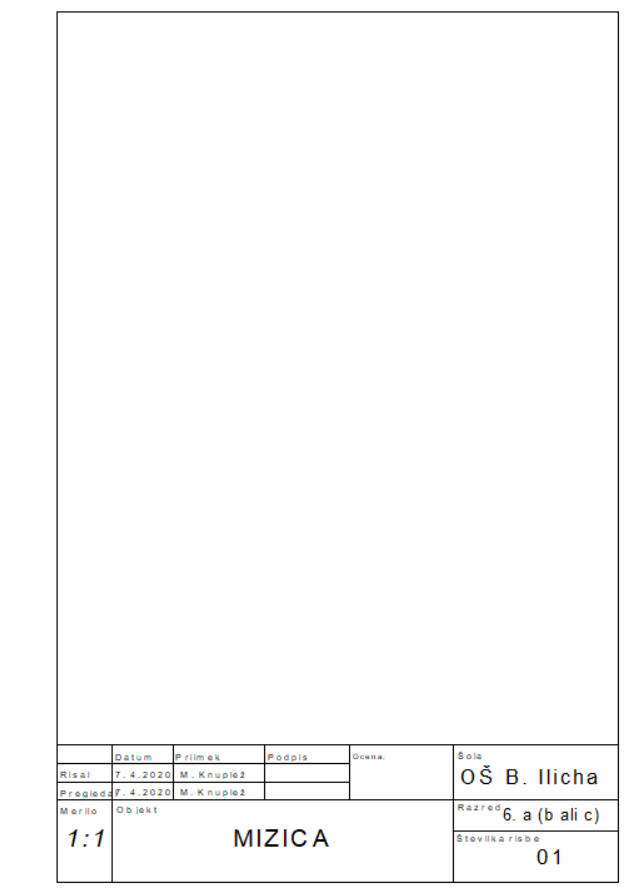 Datum Priimek Podpis Ocena. Šola
Risal 7. 4. 2020 M. Knuplež OŠ B. Ilicha
Pregledal 7. 4. 2020 M. Knuplež
Merilo Objekt Razred 6. a (b ali c)
1:1 MIZICA Številka risbe
01